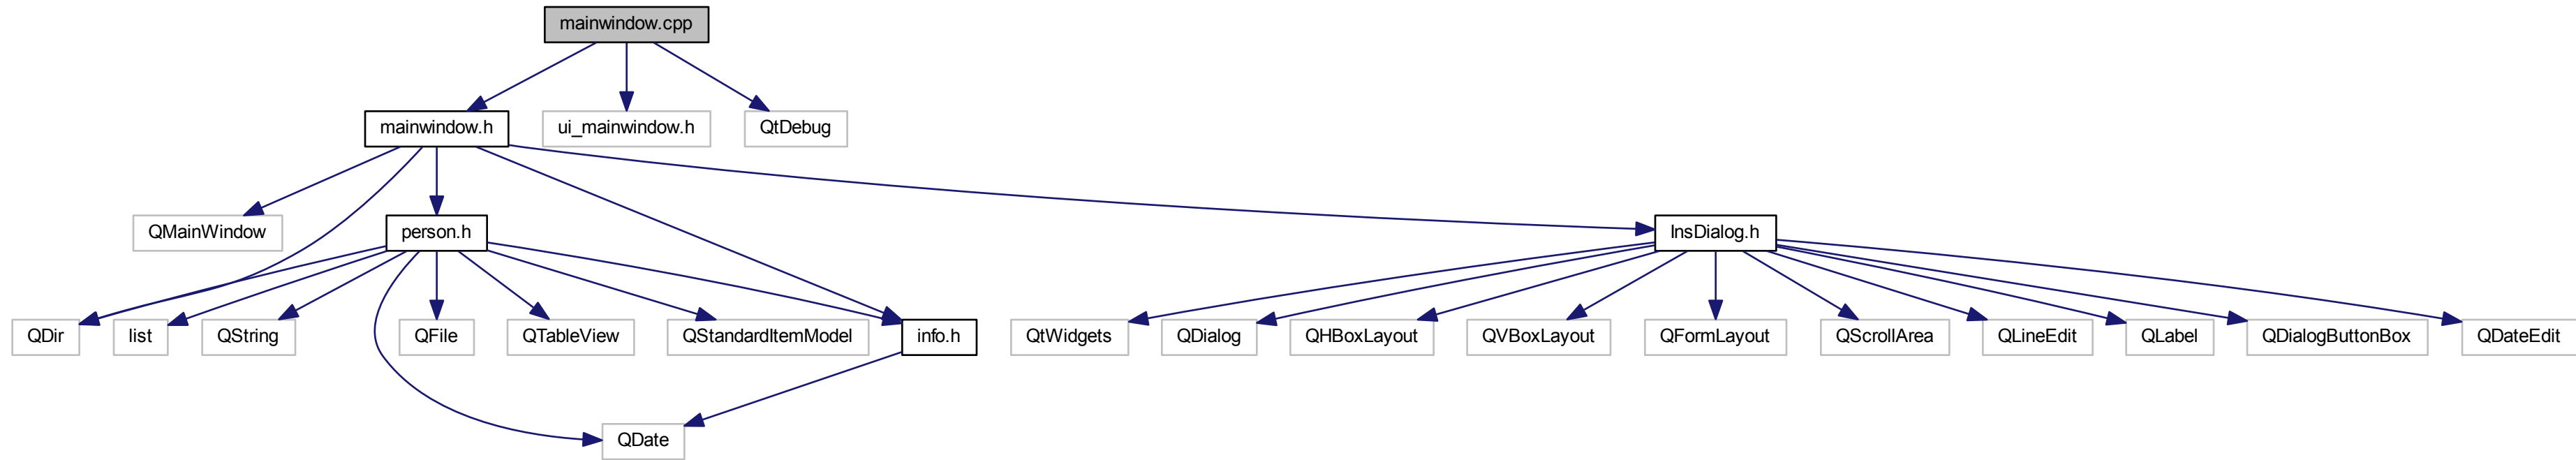 mainwindow.cpp
mainwindow.h
ui_mainwindow.h
QtDebug
QMainWindow
person.h
InsDialog.h
QDir
list
QString
QFile
QTableView
QStandardItemModel
info.h
QtWidgets
QDialog
QHBoxLayout
QVBoxLayout
QFormLayout
QScrollArea
QLineEdit
QLabel
QDialogButtonBox
QDateEdit
QDate